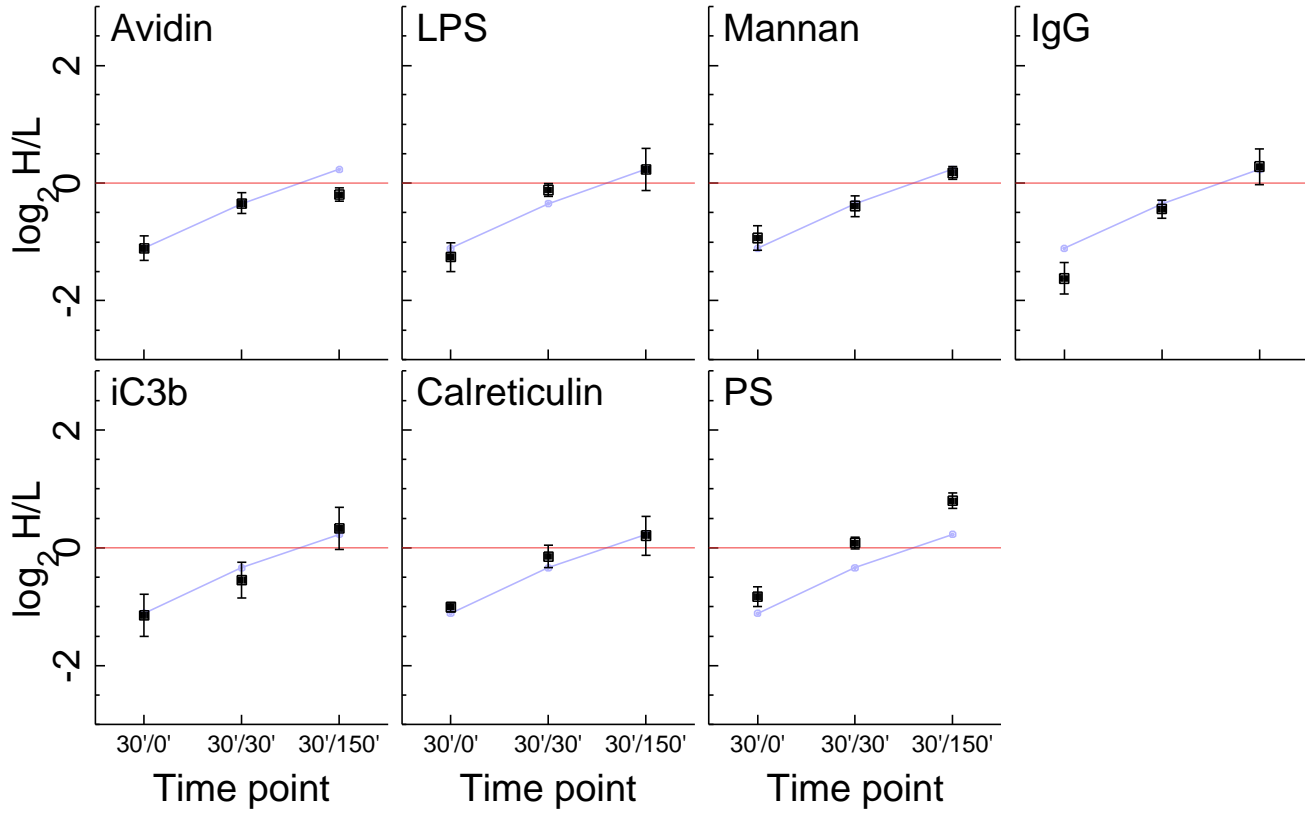 Avidin
LPS
Mannan
IgG
log2 H/L
2
0
-2
iC3b
Calreticulin
PS
log2 H/L
2
0
-2
30'/0' 30'/30' 30'/150'
30'/0' 30'/30' 30'/150'
30'/0' 30'/30' 30'/150'
Time point
Time point
Time point